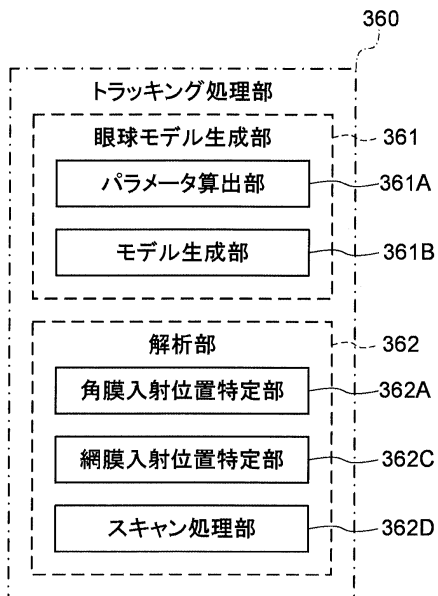 360
トラッキング処理部
眼球モデル生成部 361
パラメータ算出部 361A
モデル生成部 361B
解析部 362
角膜入射位置特定部 362A
網膜入射位置特定部 362C
スキャン処理部 362D